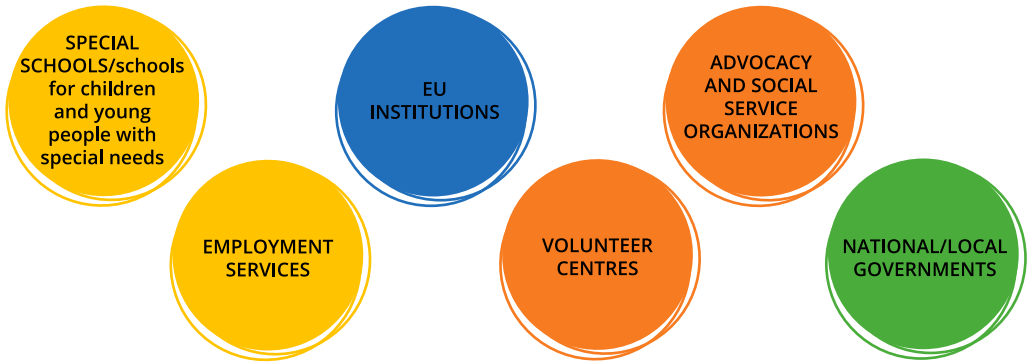 SPECIAL
SCHOOLS/schools
for children
and young
people with
special needs
EU
INSTITUTIONS
ADVOCACY
AND SOCIAL
SERVICE
ORGANIZATIONS
EMPLOYMENT
SERVICES
VOLUNTEER
CENTRES
NATIONAL/LOCAL
GOVERNMENTS